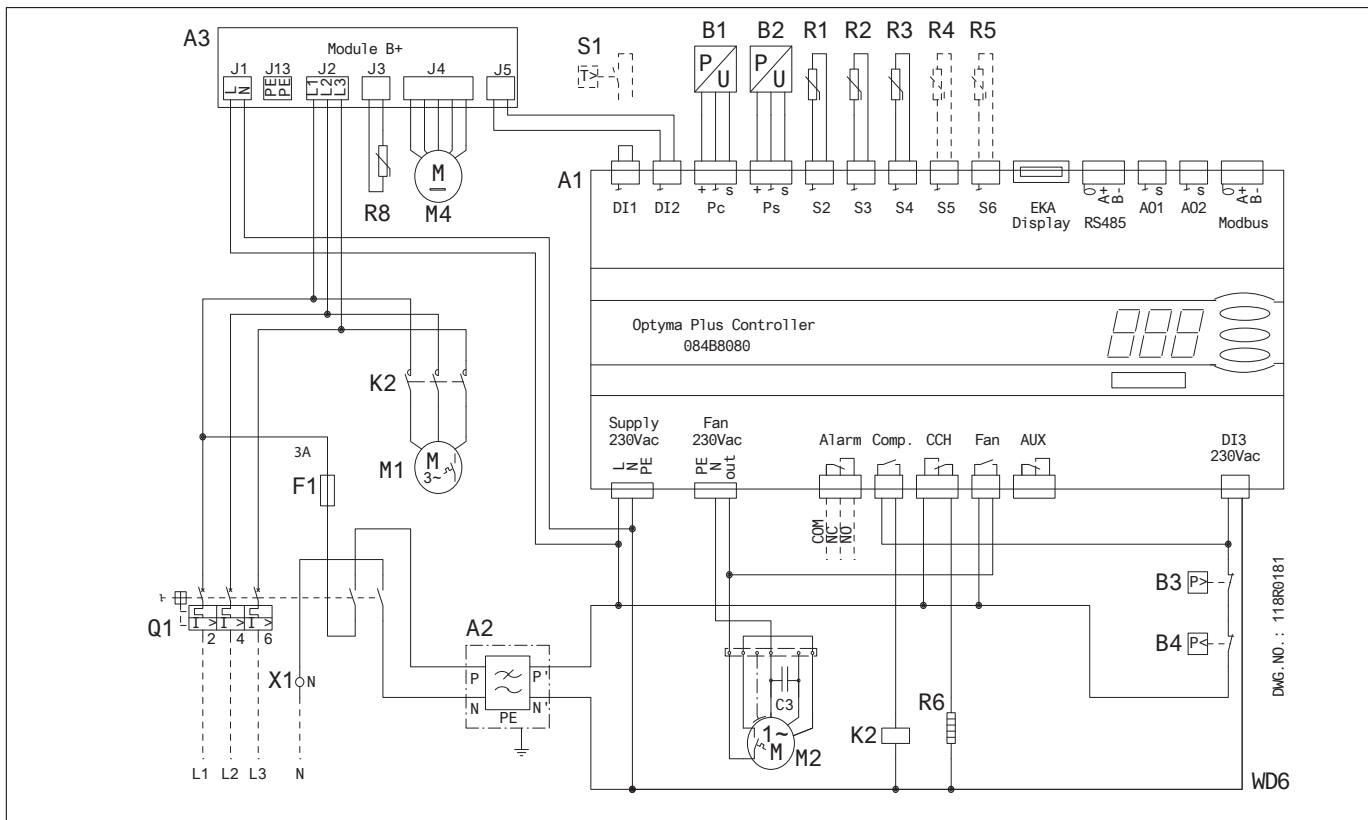 A3
Module B+
J1 J13 J2 J3 J4 J5
L N PE PE L1 L2 L3
S1
T>
B1 B2 R1 R2 R3 R4 R5
P U P U
A1
M
R8
M4
+ s + s
DI1 DI2 Pc Ps S2 S3 S4 S5 S6
EKA Display
A+ B-
RS485
s s
AO1 AO2
A+ B-
Modbus
Optyma Plus Controller
084B8080
K2
M1
M 3~
3A
F1
Supply 230Vac
L N PE
Fan 230Vac
PE N out
Alarm Comp. CCH Fan AUX
DI3 230Vac
COM NC NO
B3 P>
B4 P<
DWG.NO.: 118R0181
Q1
I > I > I >
2 4 6
X1 N
A2
P P'
N N'
PE
C3
1~ M
M2
K2
R6
WD6
L1 L2 L3 N